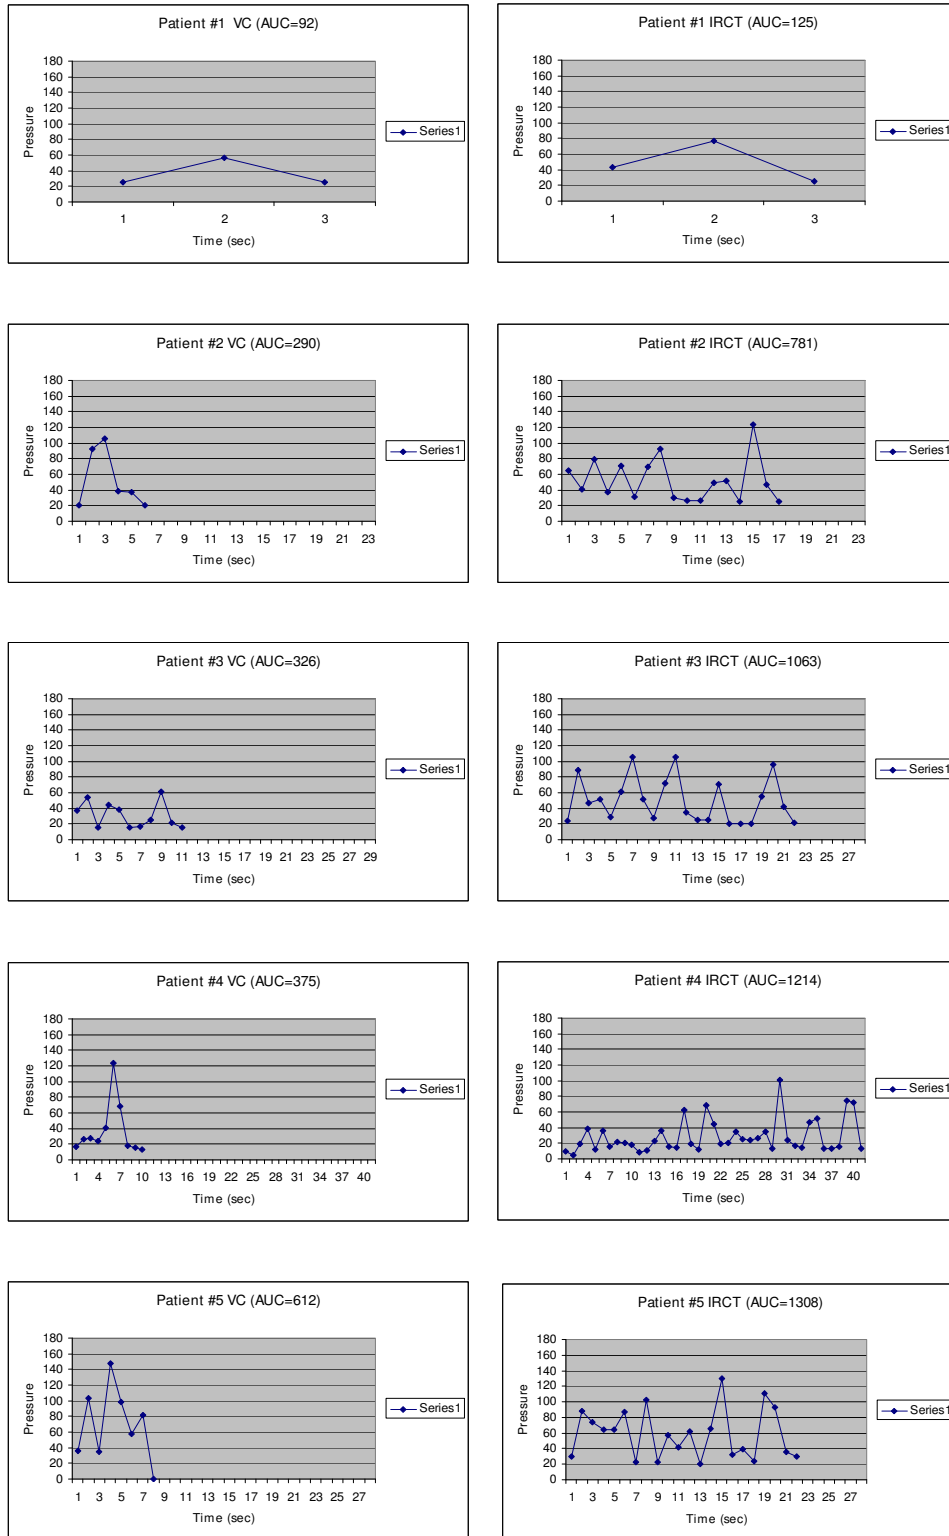 Patient #1  VC (AUC=92)
180
160
140
120
100
80
60
40
20
0
Pressure
1 2 3
Time (sec)
Series1
Patient #1 IRCT (AUC=125)
180
160
140
120
100
80
60
40
20
0
Pressure
1 2 3
Time (sec)
Series1
Patient #2 VC (AUC=290)
180
160
140
120
100
80
60
40
20
0
Pressure
1 3 5 7 9 11 13 15 17 19 21 23
Time (sec)
Series1
Patient #2 IRCT (AUC=781)
180
160
140
120
100
80
60
40
20
0
Pressure
1 3 5 7 9 11 13 15 17 19 21 23
Time (sec)
Series1
Patient #3 VC (AUC=326)
180
160
140
120
100
80
60
40
20
0
Pressure
1 3 5 7 9 11 13 15 17 19 21 23 25 27 29
Time (sec)
Series1
Patient #3 IRCT (AUC=1063)
180
160
140
120
100
80
60
40
20
0
Pressure
1 3 5 7 9 11 13 15 17 19 21 23 25 27
Time (sec)
Series1
Patient #4 VC (AUC=375)
180
160
140
120
100
80
60
40
20
0
Pressure
1 4 7 10 13 16 19 22 25 28 31 34 37 40
Time (sec)
Series1
Patient #4 IRCT (AUC=1214)
180
160
140
120
100
80
60
40
20
0
Pressure
1 4 7 10 13 16 19 22 25 28 31 34 37 40
Time (sec)
Series1
Patient #5 VC (AUC=612)
180
160
140
120
100
80
60
40
20
0
Pressure
1 3 5 7 9 11 13 15 17 19 21 23 25 27
Time (sec)
Series1
Patient #5 IRCT (AUC=1308)
180
160
140
120
100
80
60
40
20
0
Pressure
1 3 5 7 9 11 13 15 17 19 21 23 25 27
Time (sec)
Series1